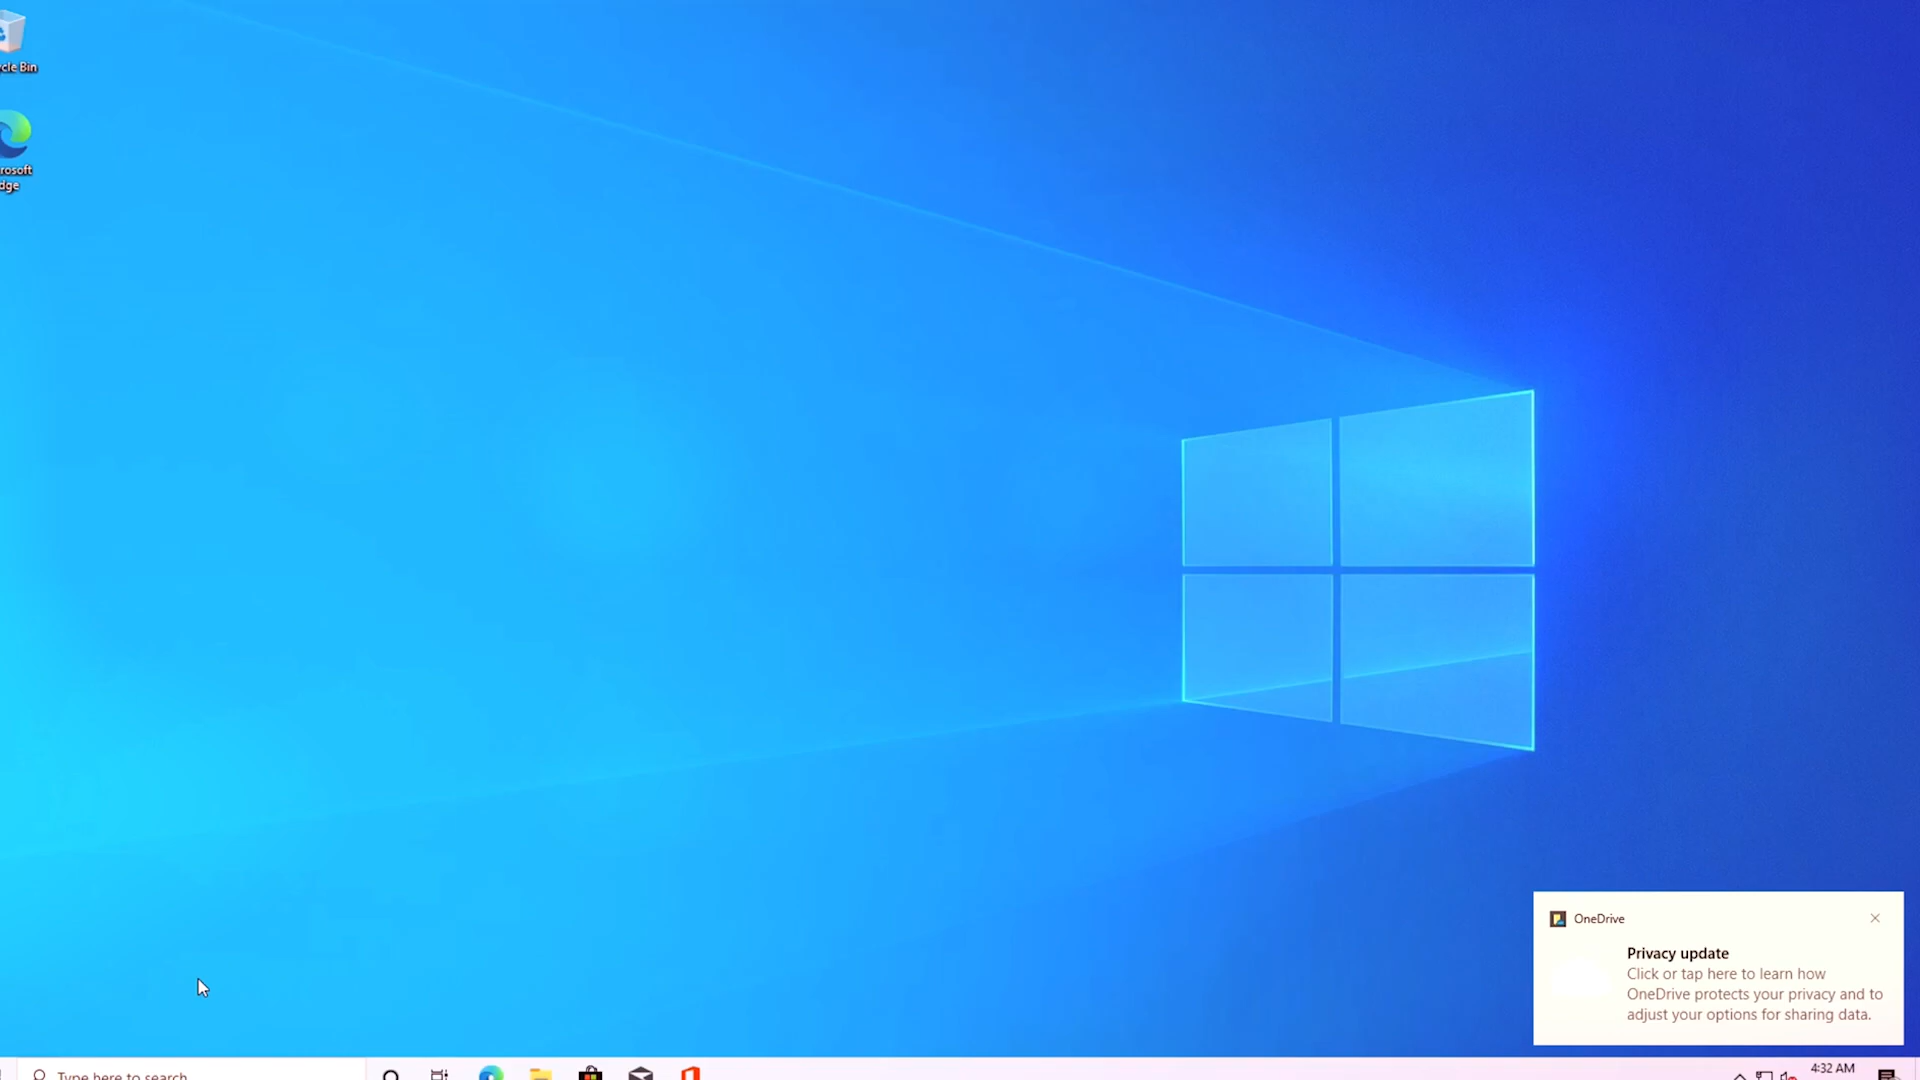 cle Bin
rosoft
dge
OneDrive
Privacy update
Click or tap here to learn how
OneDrive protects your privacy and to
adjust your options for sharing data.
Type here to search
4:32 AM